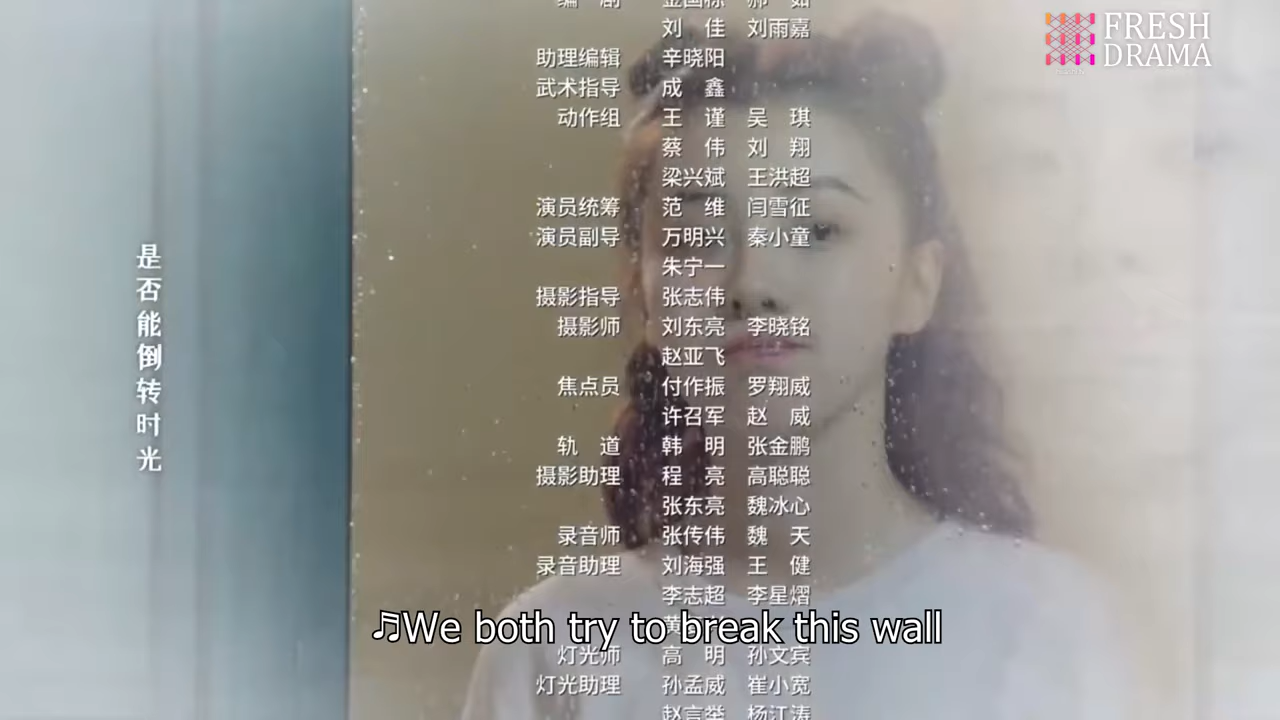 FRESH
DRAMA
刘 佳 刘雨嘉
助理编辑 辛晓阳
武术指导 成 鑫
动作组 王 谨 吴 琪
蔡 伟 刘 翔
梁兴斌 王洪超
演员统筹 范 维 闫雪征
演员副导 万明兴 秦小童
朱宁一
摄影指导 张志伟
摄影师 刘东亮 李晓铭
赵亚飞
焦点员 付作振 罗翔威
许召军 赵 威
轨 道 韩 明 张金鹏
摄影助理 程 亮 高聪聪
张东亮 魏冰心
录音师 张传伟 魏 天
录音助理 刘海强 王 健
李志超 李星熠
灯光师 高 明 孙文宾
灯光助理 孙孟威 崔小宽
是否能倒转时光
♫We both try to break this wall